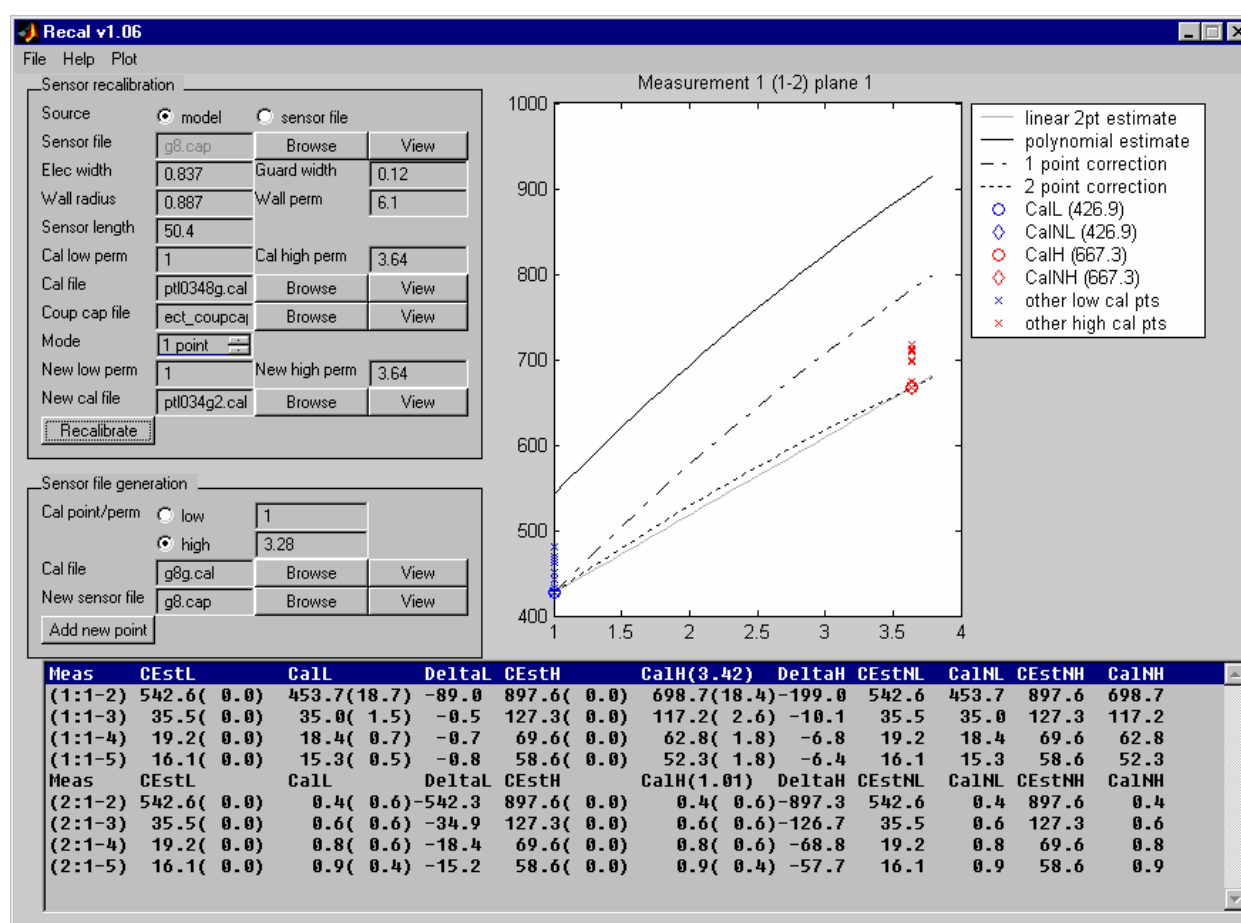 Recal v1.06
File Help Plot
Sensor recalibration
Source model sensor file
Sensor file g8.cap Browse View
Elec width 0.837 Guard width 0.12
Wall radius 0.887 Wall perm 6.1
Sensor length 50.4
Cal low perm 1 Cal high perm 3.64
Cal file ptl0348g.cal Browse View
Coup cap file ect_coupcap Browse View
Mode 1 point
New low perm 1 New high perm 3.64
New cal file ptl034g2.cal Browse View
Recalibrate
Sensor file generation
Cal point/perm low 1
high 3.28
Cal file g8g.cal Browse View
New sensor file g8.cap Browse View
Add new point
Measurement 1 (1-2) plane 1
1000
900
800
700
600
500
400
1 1.5 2 2.5 3 3.5 4
linear 2pt estimate
polynomial estimate
1 point correction
2 point correction
CalL (426.9)
CalNL (426.9)
CalH (667.3)
CalNH (667.3)
other low cal pts
other high cal pts
Meas CEstL CalL DeltaL CEstH CalH(3.42) DeltaH CEstNL CalNL CEstNH CalNH
(1:1-2) 542.6( 0.0) 453.7(18.7) -89.0 897.6( 0.0) 698.7(18.4)-199.0 542.6 453.7 897.6 698.7
(1:1-3) 35.5( 0.0) 35.0( 1.5) -0.5 127.3( 0.0) 117.2( 2.6) -10.1 35.5 35.0 127.3 117.2
(1:1-4) 19.2( 0.0) 18.4( 0.7) -0.7 69.6( 0.0) 62.8( 1.8) -6.8 19.2 18.4 69.6 62.8
(1:1-5) 16.1( 0.0) 15.3( 0.5) -0.8 58.6( 0.0) 52.3( 1.8) -6.4 16.1 15.3 58.6 52.3
Meas CEstL CalL DeltaL CEstH CalH(1.01) DeltaH CEstNL CalNL CEstNH CalNH
(2:1-2) 542.6( 0.0) 0.4( 0.6)-542.3 897.6( 0.0) 0.4( 0.6)-897.3 542.6 0.4 897.6 0.4
(2:1-3) 35.5( 0.0) 0.6( 0.6) -34.9 127.3( 0.0) 0.6( 0.6)-126.7 35.5 0.6 127.3 0.6
(2:1-4) 19.2( 0.0) 0.8( 0.6) -18.4 69.6( 0.0) 0.8( 0.6) -68.8 19.2 0.8 69.6 0.8
(2:1-5) 16.1( 0.0) 0.9( 0.4) -15.2 58.6( 0.0) 0.9( 0.4) -57.7 16.1 0.9 58.6 0.9